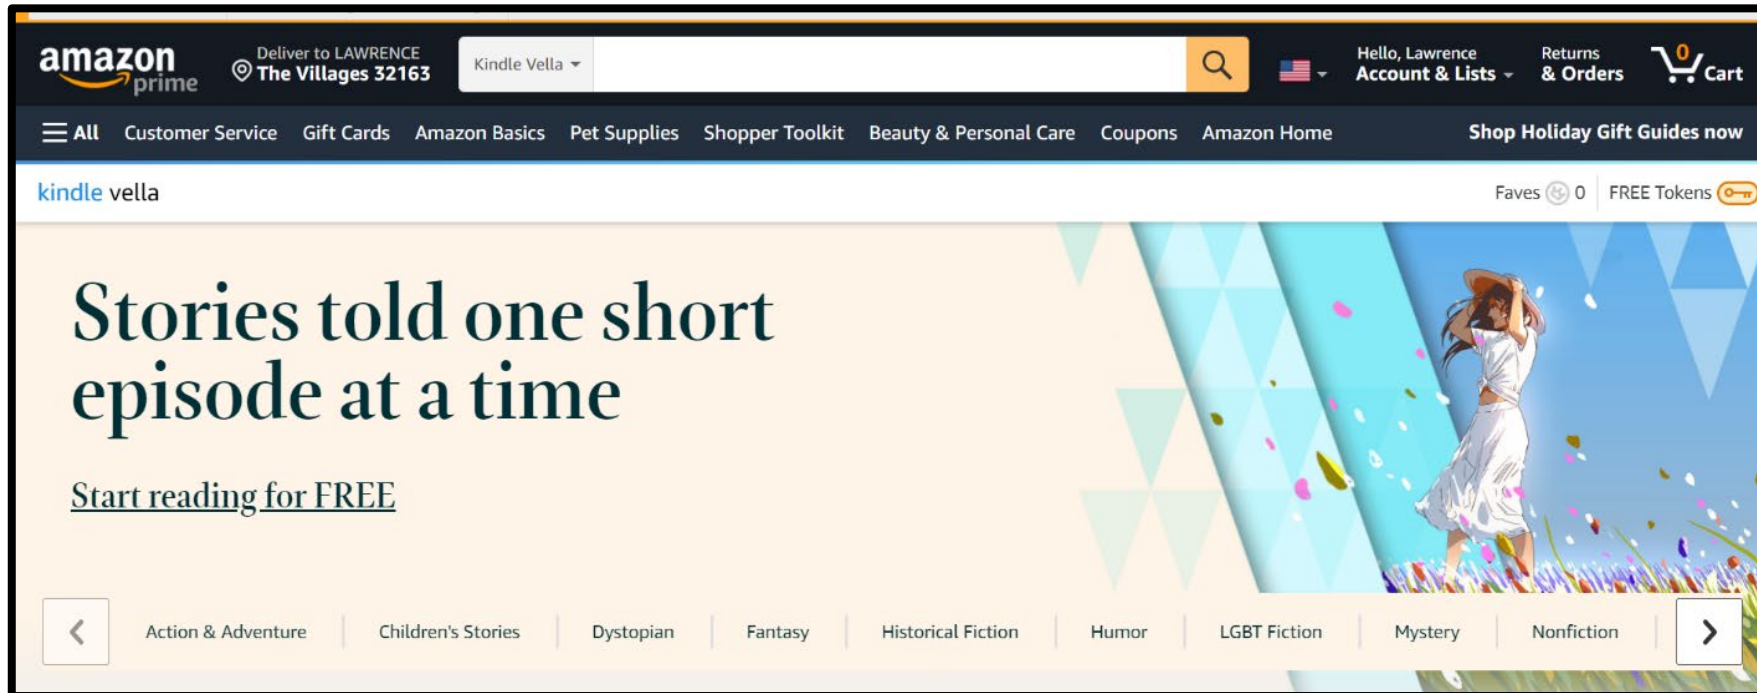 amazon prime
Deliver to LAWRENCE
The Villages 32163
Kindle Vella
Hello, Lawrence
Account & Lists
Returns
& Orders
0
Cart
All Customer Service Gift Cards Amazon Basics Pet Supplies Shopper Toolkit Beauty & Personal Care Coupons Amazon Home Shop Holiday Gift Guides now
kindle vella Faves 0 FREE Tokens
Stories told one short
episode at a time
Start reading for FREE
Action & Adventure Children's Stories Dystopian Fantasy Historical Fiction Humor LGBT Fiction Mystery Nonfiction